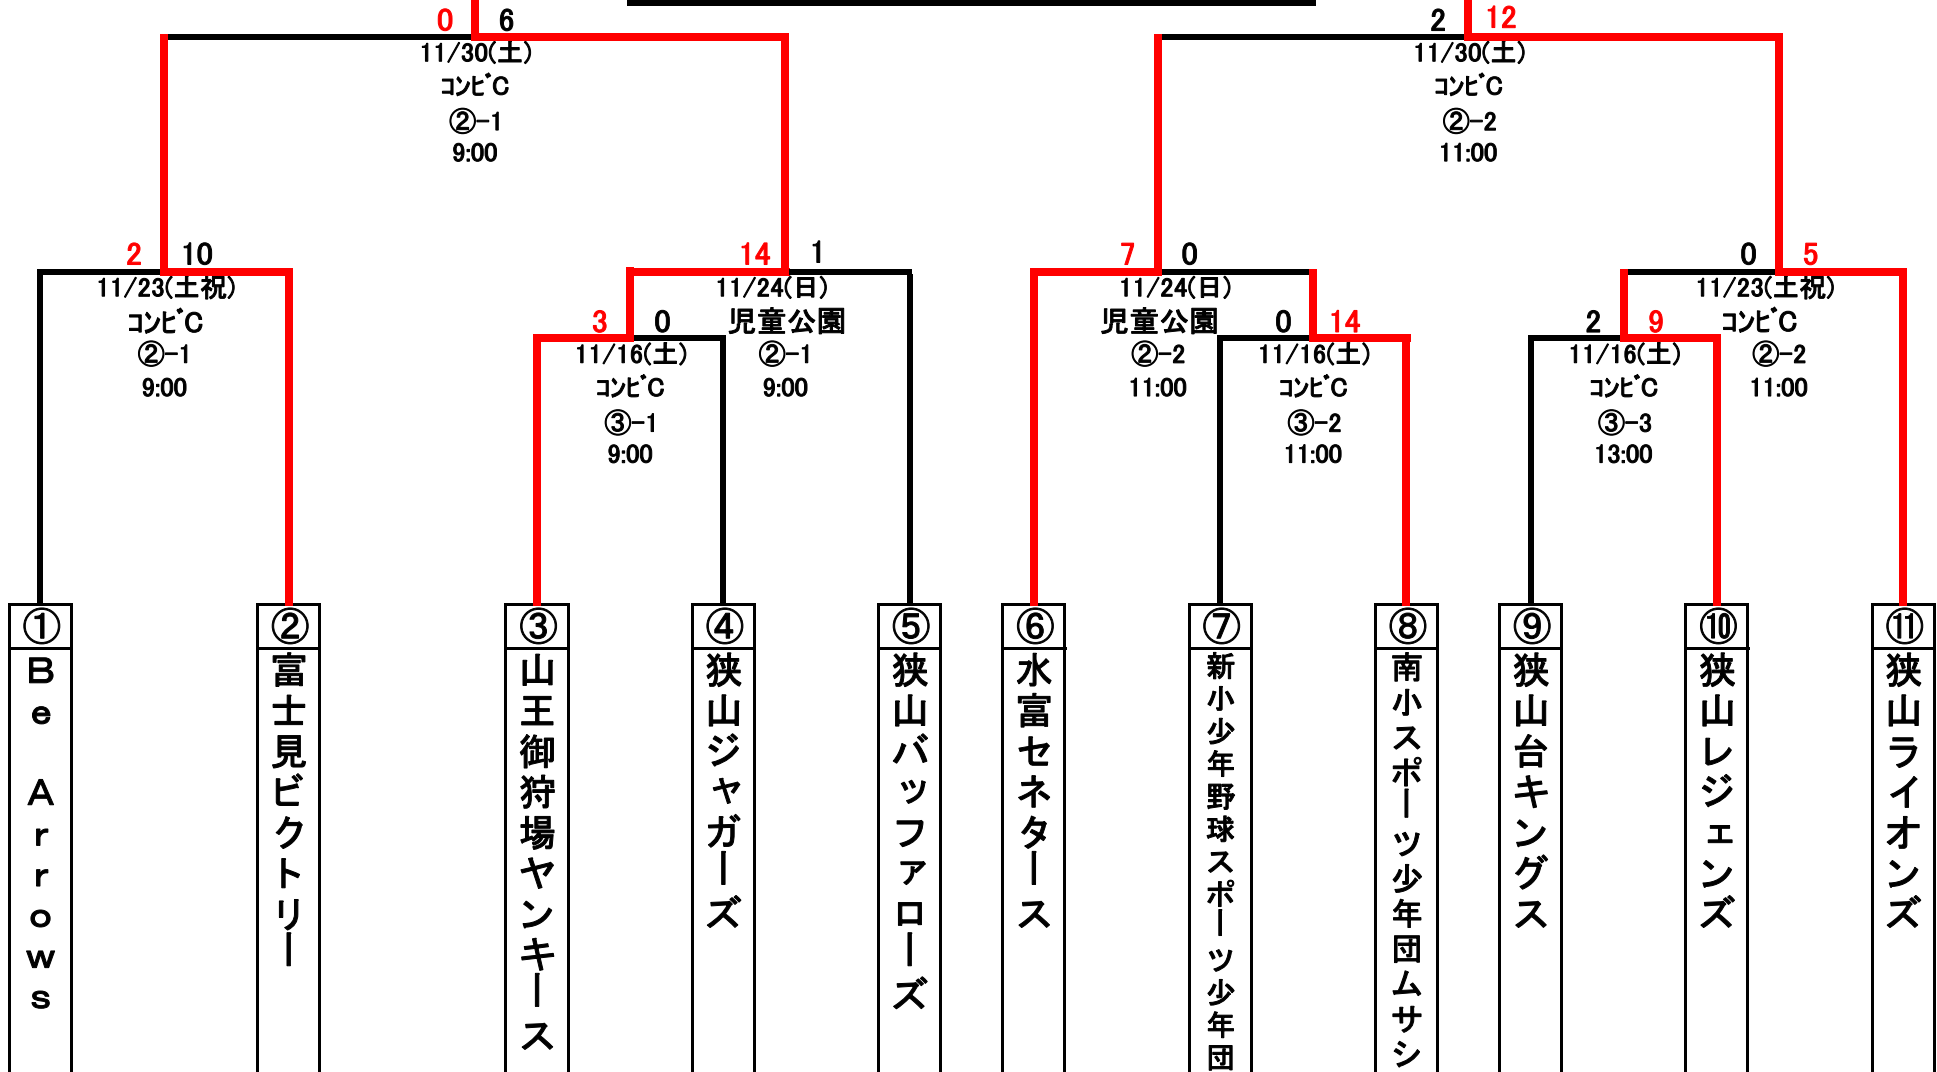 0 6
11/30(土)
コンビC
②-1
9:00
2 12
11/30(土)
コンビC
②-2
11:00
2 10
11/23(土祝)
コンビC
②-1
9:00
14 1
11/24(日)
児童公園
②-1
9:00
3 0
11/16(土)
コンビC
③-1
9:00
7 0
11/24(日)
児童公園
②-2
11:00
0 14
11/16(土)
コンビC
③-2
11:00
2 9
11/16(土)
コンビC
③-3
13:00
0 5
11/23(土祝)
コンビC
②-2
11:00
①
Be Arrows
②
富士見ビクトリー
③
山王御狩場ヤンキース
④
狭山ジャガーズ
⑤
狭山バッファローズ
⑥
水富セネタース
⑦
新小少年野球スポーツ少年団
⑧
南小スポーツ少年団ムサシ
⑨
狭山台キングス
⑩
狭山レジェンズ
⑪
狭山ライオンズ